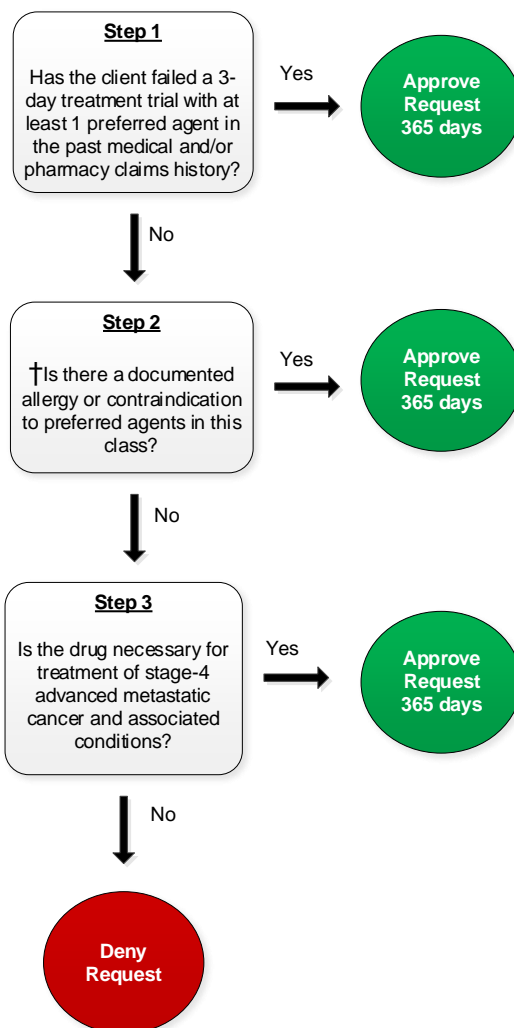 Step 1
Has the client failed a 3-
day treatment trial with at
least 1 preferred agent in
the past medical and/or
pharmacy claims history?
Yes
Approve
Request
365 days
No
Step 2
†Is there a documented
allergy or contraindication
to preferred agents in this
class?
Yes
Approve
Request
365 days
No
Step 3
Is the drug necessary for
treatment of stage-4
advanced metastatic
cancer and associated
conditions?
Yes
Approve
Request
365 days
No
Deny
Request